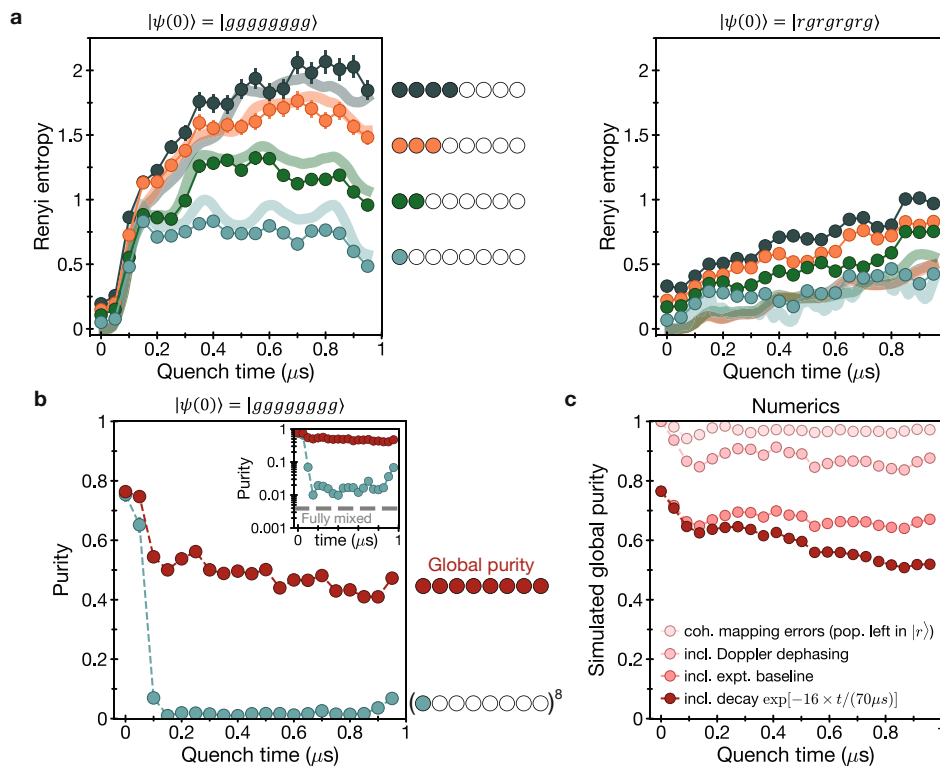 a
|ψ(0)⟩ = |gggggggg⟩
|ψ(0)⟩ = |rgrgrgrg⟩
Renyi entropy
2
1.5
1
0.5
0
0 0.2 0.4 0.6 0.8 1
Quench time (μs)
Renyi entropy
2
1.5
1
0.5
0
0 0.2 0.4 0.6 0.8 1
Quench time (μs)
b
|ψ(0)⟩ = |gggggggg⟩
Purity
1
0.8
0.6
0.4
0.2
0
0 0.2 0.4 0.6 0.8 1
Quench time (μs)
Purity
1
0.1
0.01
0.001
Fully mixed
0 1
time (μs)
Global purity
( )8
c
Numerics
Simulated global purity
1
0.8
0.6
0.4
0.2
0
coh. mapping errors (pop. left in |r⟩)
incl. Doppler dephasing
incl. expt. baseline
incl. decay exp[−16 × t/(70μs)]
0 0.2 0.4 0.6 0.8 1
Quench time (μs)